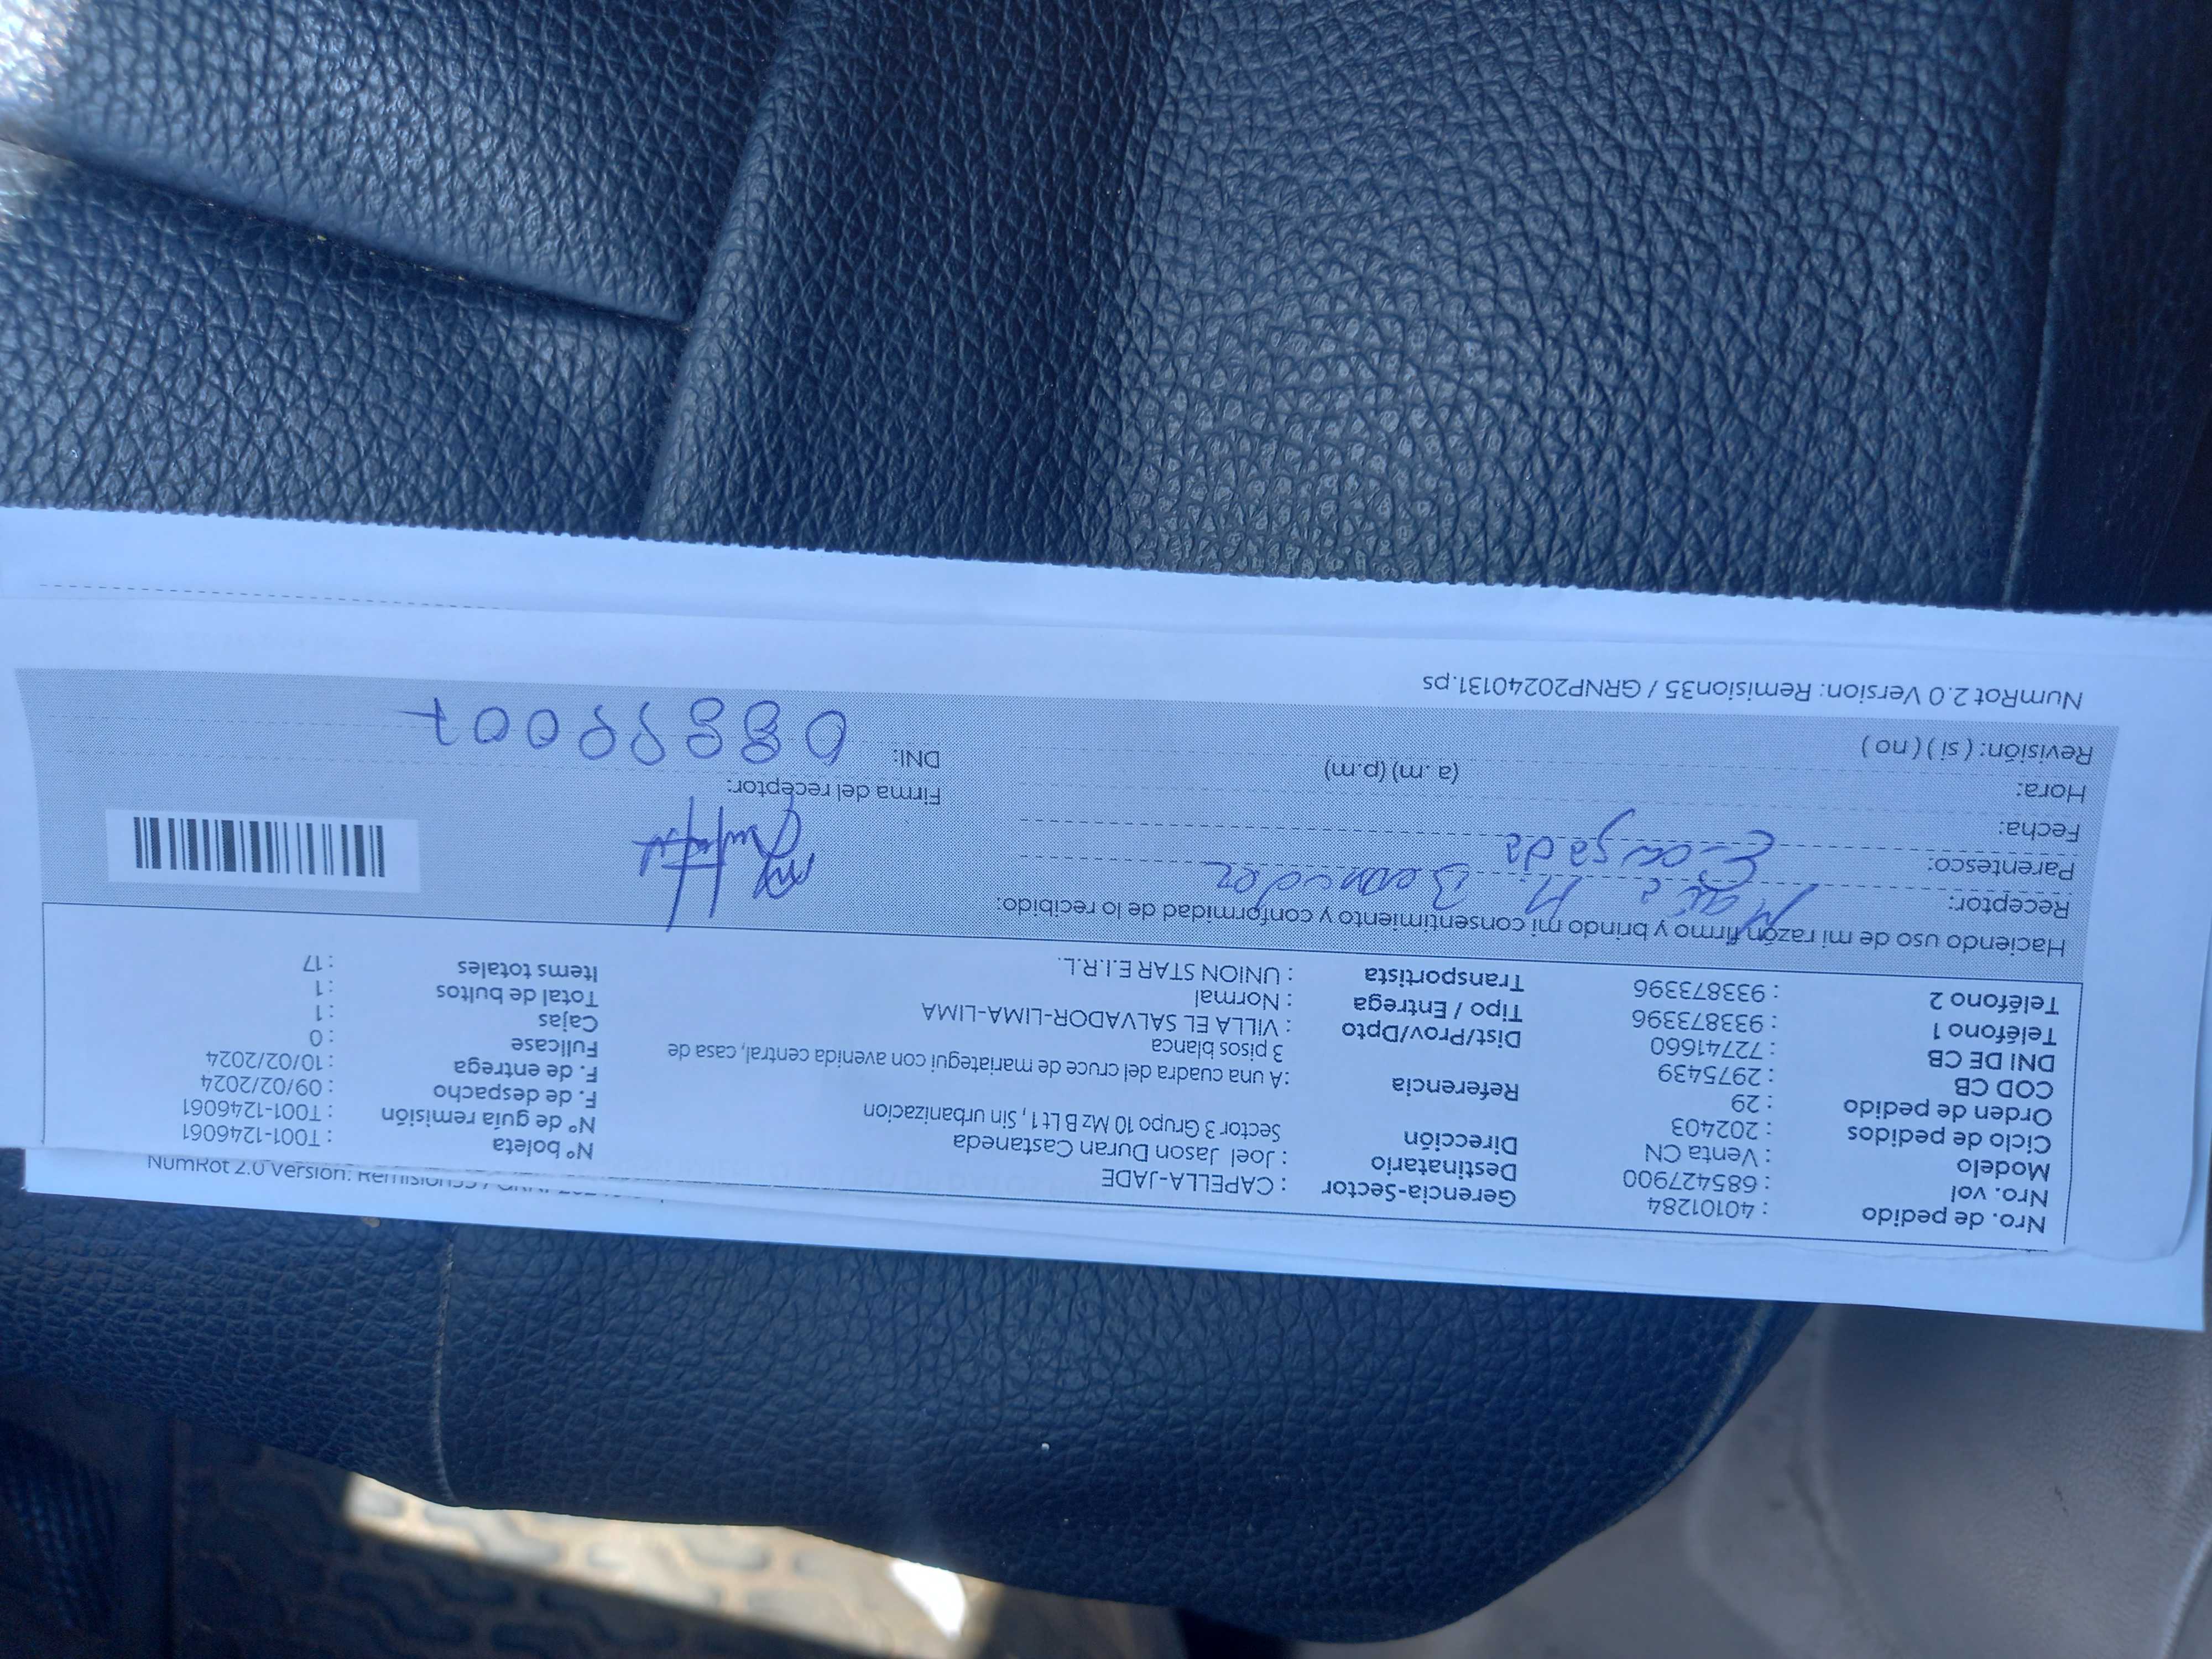 Nro. de pedido : 40101284 Gerencia-Sector : CAPELLA-JADE
Nro. vol : 685427900 Destinatario : Joel Jason Duran Castaneda Nº boleta : T001-1246061
Modelo : Venta CN Dirección Sector 3 Grupo 10 Mz B Lt 1, Sin urbanizacion Nº de guía remisión : T001-1246061
Ciclo de pedidos : 202403 F. de despacho : 09/02/2024
Orden de pedido : 29 Referencia : A una cuadra del cruce de mariategui con avenida central, casa de F. de entrega : 10/02/2024
COD CB : 2975439 3 pisos blanca Fullcase : 0
DNI DE CB : 72741660 Dist/Prov/Dpto : VILLA EL SALVADOR-LIMA-LIMA Cajas : 1
Teléfono 1 : 933873396 Tipo / Entrega : Normal Total de bultos : 1
Teléfono 2 : 933873396 Transportista : UNION STAR E.I.R.L. Items totales : 17
Haciendo uso de mi razón firmo y brindo mi consentimiento y conformidad de lo recibido:
Receptor:
Parentesco:
Fecha: Firma del receptor:
Hora: (a .m) (p.m) DNI:
Revisión: ( si ) ( no )
NumRot 2.0 Version: Remision35 / GRNP20240131.ps
NumRot 2.0 Version: